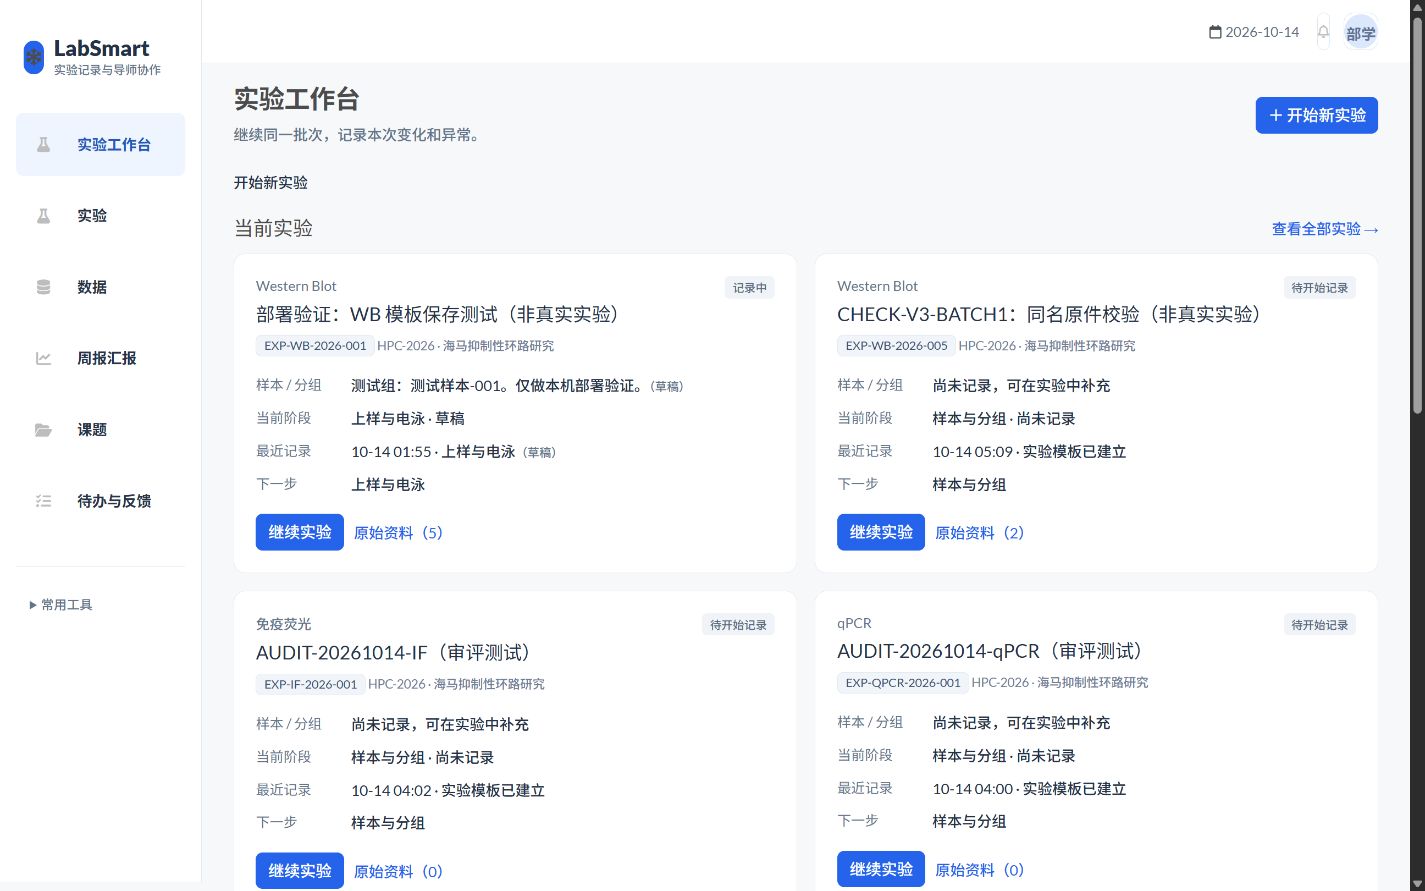 LabSmart
实验记录与导师协作
实验工作台
实验
数据
周报汇报
课题
待办与反馈
常用工具
2026-10-14
部学
实验工作台
继续同一批次，记录本次变化和异常。
+ 开始新实验
开始新实验
当前实验
查看全部实验 →
Western Blot
记录中
部署验证：WB 模板保存测试（非真实实验）
EXP-WB-2026-001 HPC-2026 · 海马抑制性环路研究
样本 / 分组 测试组：测试样本-001。仅做本机部署验证。（草稿）
当前阶段 上样与电泳 · 草稿
最近记录 10-14 01:55 · 上样与电泳（草稿）
下一步 上样与电泳
继续实验 原始资料（5）
Western Blot
待开始记录
CHECK-V3-BATCH1：同名原件校验（非真实实验）
EXP-WB-2026-005 HPC-2026 · 海马抑制性环路研究
样本 / 分组 尚未记录，可在实验中补充
当前阶段 样本与分组 · 尚未记录
最近记录 10-14 05:09 · 实验模板已建立
下一步 样本与分组
继续实验 原始资料（2）
免疫荧光
待开始记录
AUDIT-20261014-IF（审评测试）
EXP-IF-2026-001 HPC-2026 · 海马抑制性环路研究
样本 / 分组 尚未记录，可在实验中补充
当前阶段 样本与分组 · 尚未记录
最近记录 10-14 04:02 · 实验模板已建立
下一步 样本与分组
继续实验 原始资料（0）
qPCR
待开始记录
AUDIT-20261014-qPCR（审评测试）
EXP-QPCR-2026-001 HPC-2026 · 海马抑制性环路研究
样本 / 分组 尚未记录，可在实验中补充
当前阶段 样本与分组 · 尚未记录
最近记录 10-14 04:00 · 实验模板已建立
下一步 样本与分组
继续实验 原始资料（0）